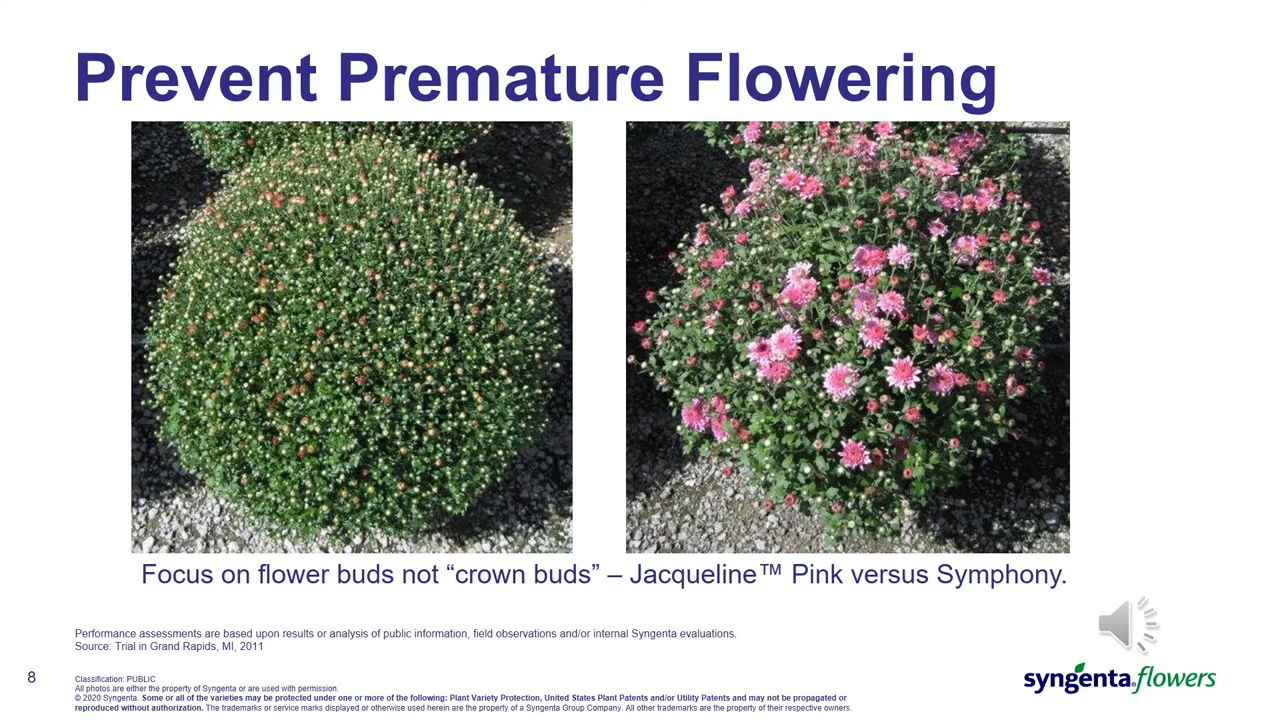 Prevent Premature Flowering
Focus on flower buds not “crown buds” – Jacqueline™ Pink versus Symphony.
Performance assessments are based upon results or analysis of public information, field observations and/or internal Syngenta evaluations.
Source: Trial in Grand Rapids, MI, 2011
8
Classification: PUBLIC
All photos are either the property of Syngenta or are used with permission.
© 2020 Syngenta. Some or all of the varieties may be protected under one or more of the following: Plant Variety Protection, United States Plant Patents and/or Utility Patents and may not be propagated or
reproduced without authorization. The trademarks or service marks displayed or otherwise used herein are the property of a Syngenta Group Company. All other trademarks are the property of their respective owners.
syngenta® flowers